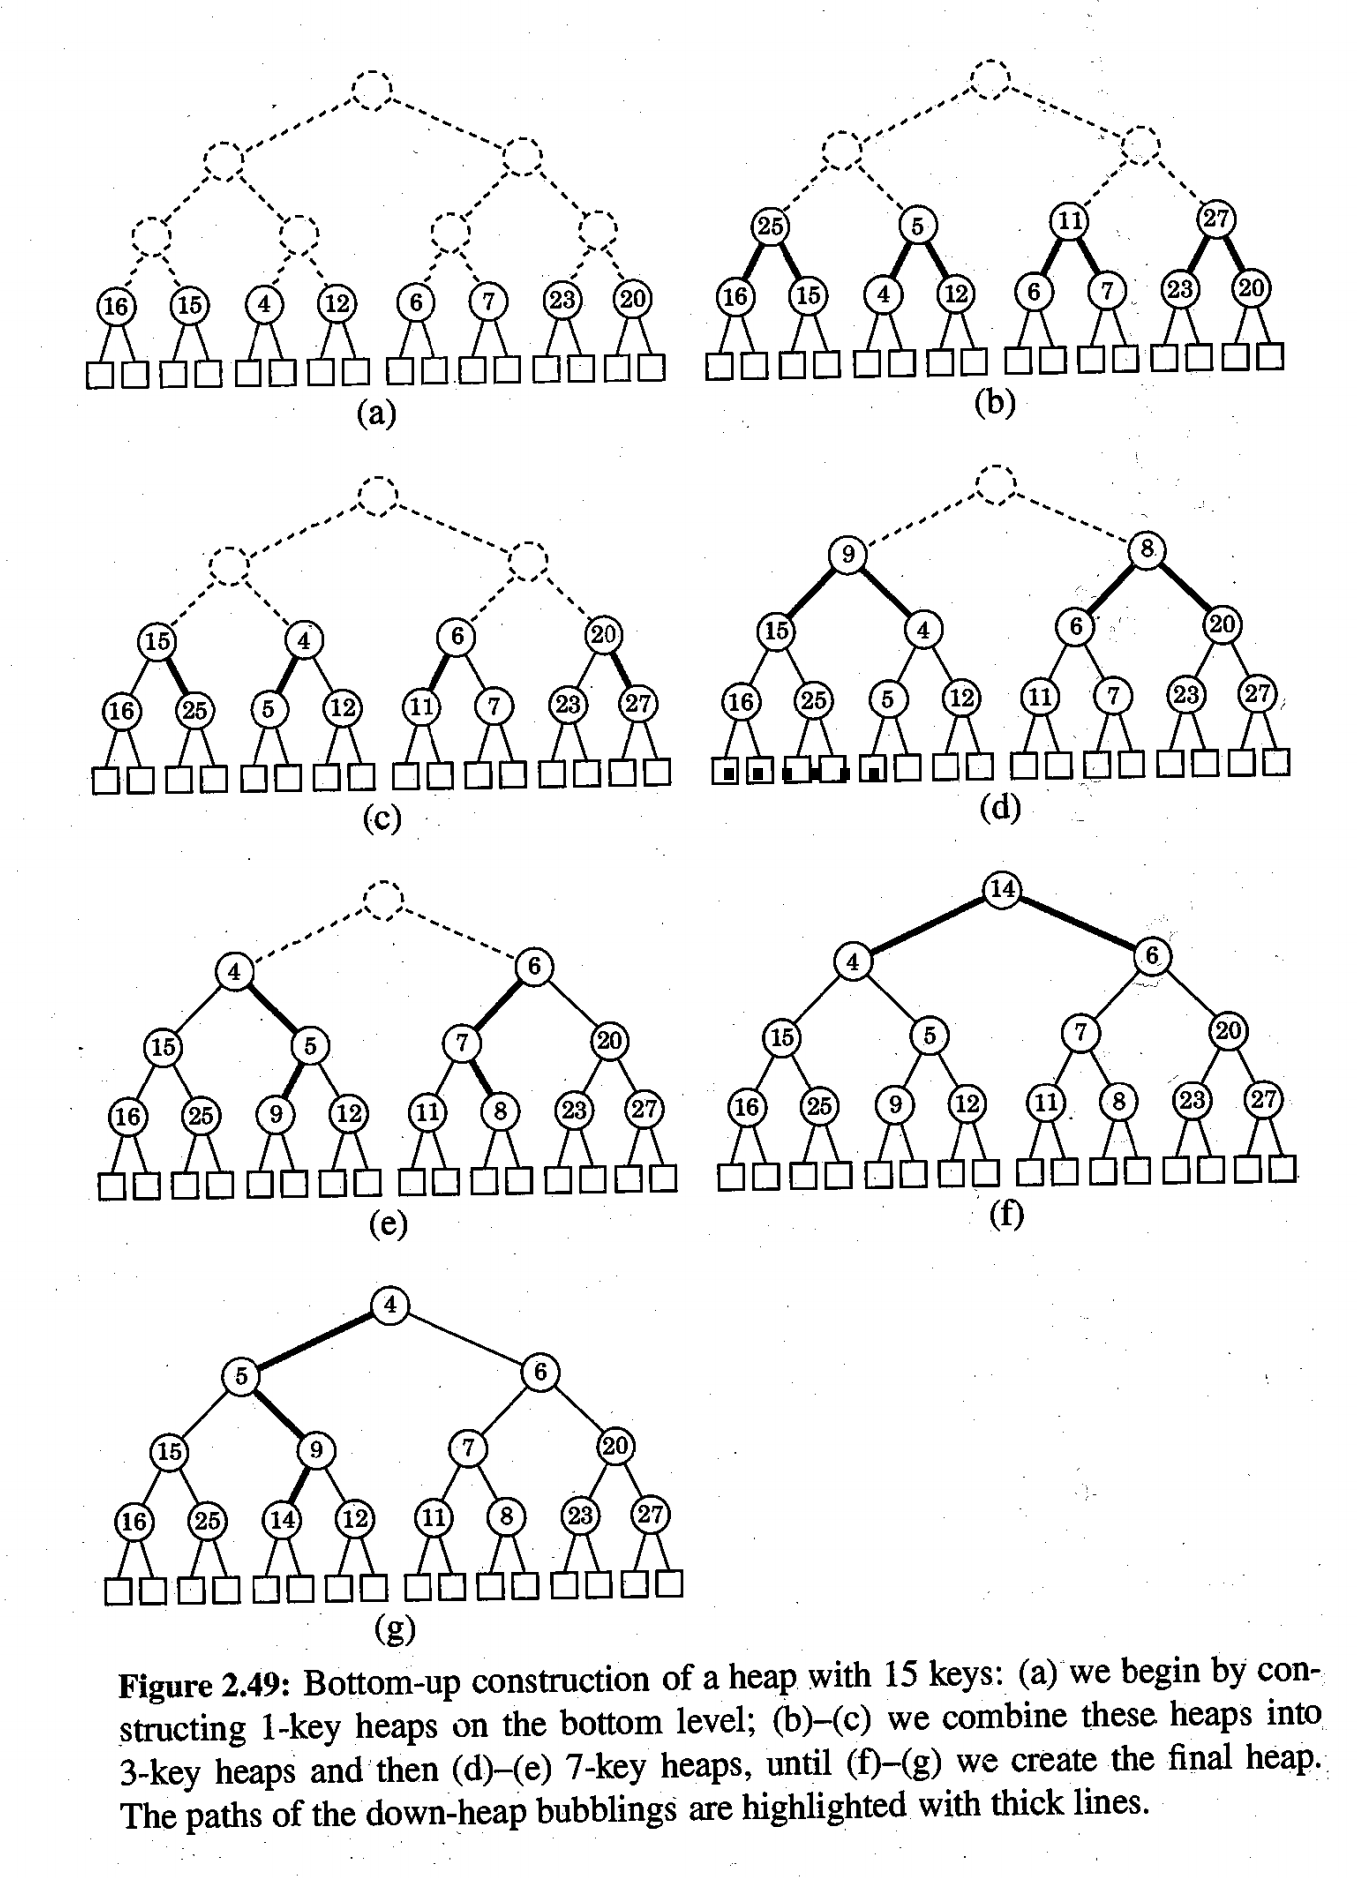 16 15 4 12 6 7 23 20
(a)
25 5 11 27
16 15 4 12 6 7 23 20
(b)
15 4 6 20
16 25 5 12 11 7 23 27
(c)
9 8
15 4 6 20
16 25 5 12 11 7 23 27
(d)
4 6
15 5 7 20
16 25 9 12 11 8 23 27
(e)
14
4 6
15 5 7 20
16 25 9 12 11 8 23 27
(f)
4
5 6
15 9 7 20
16 25 14 12 11 8 23 27
(g)
Figure 2.49: Bottom-up construction of a heap with 15 keys: (a) we begin by con-
structing 1-key heaps on the bottom level; (b)–(c) we combine these heaps into
3-key heaps and then (d)–(e) 7-key heaps, until (f)–(g) we create the final heap.
The paths of the down-heap bubblings are highlighted with thick lines.